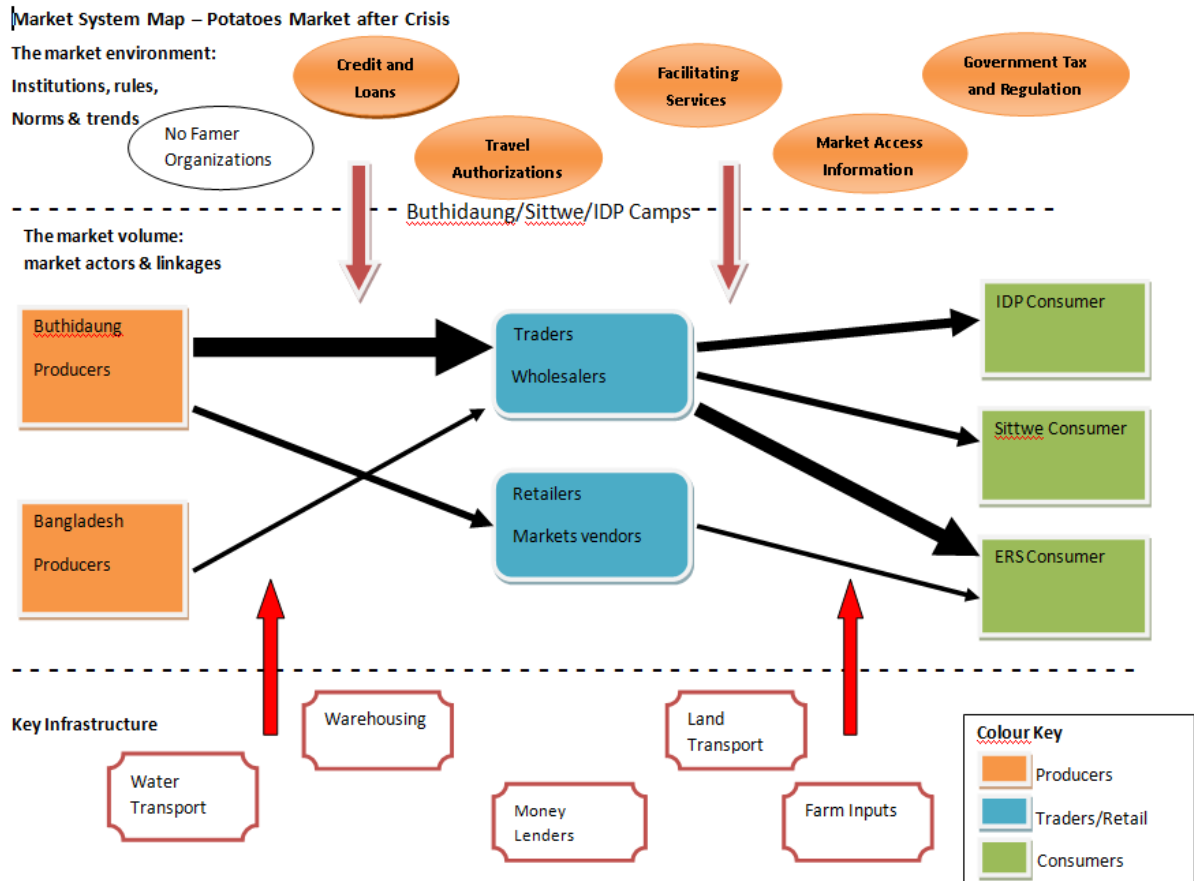 Market System Map – Potatoes Market after Crisis
The market environment:
Institutions, rules,
Norms & trends
No Famer
Organizations
Credit and
Loans
Travel
Authorizations
Facilitating
Services
Market Access
Information
Government Tax
and Regulation
Buthidaung/Sittwe/IDP Camps
The market volume:
market actors & linkages
Buthidaung
Producers
Bangladesh
Producers
Traders
Wholesalers
Retailers
Markets vendors
IDP Consumer
Sittwe Consumer
ERS Consumer
Key Infrastructure
Water
Transport
Warehousing
Money
Lenders
Land
Transport
Farm Inputs
Colour Key
Producers
Traders/Retail
Consumers